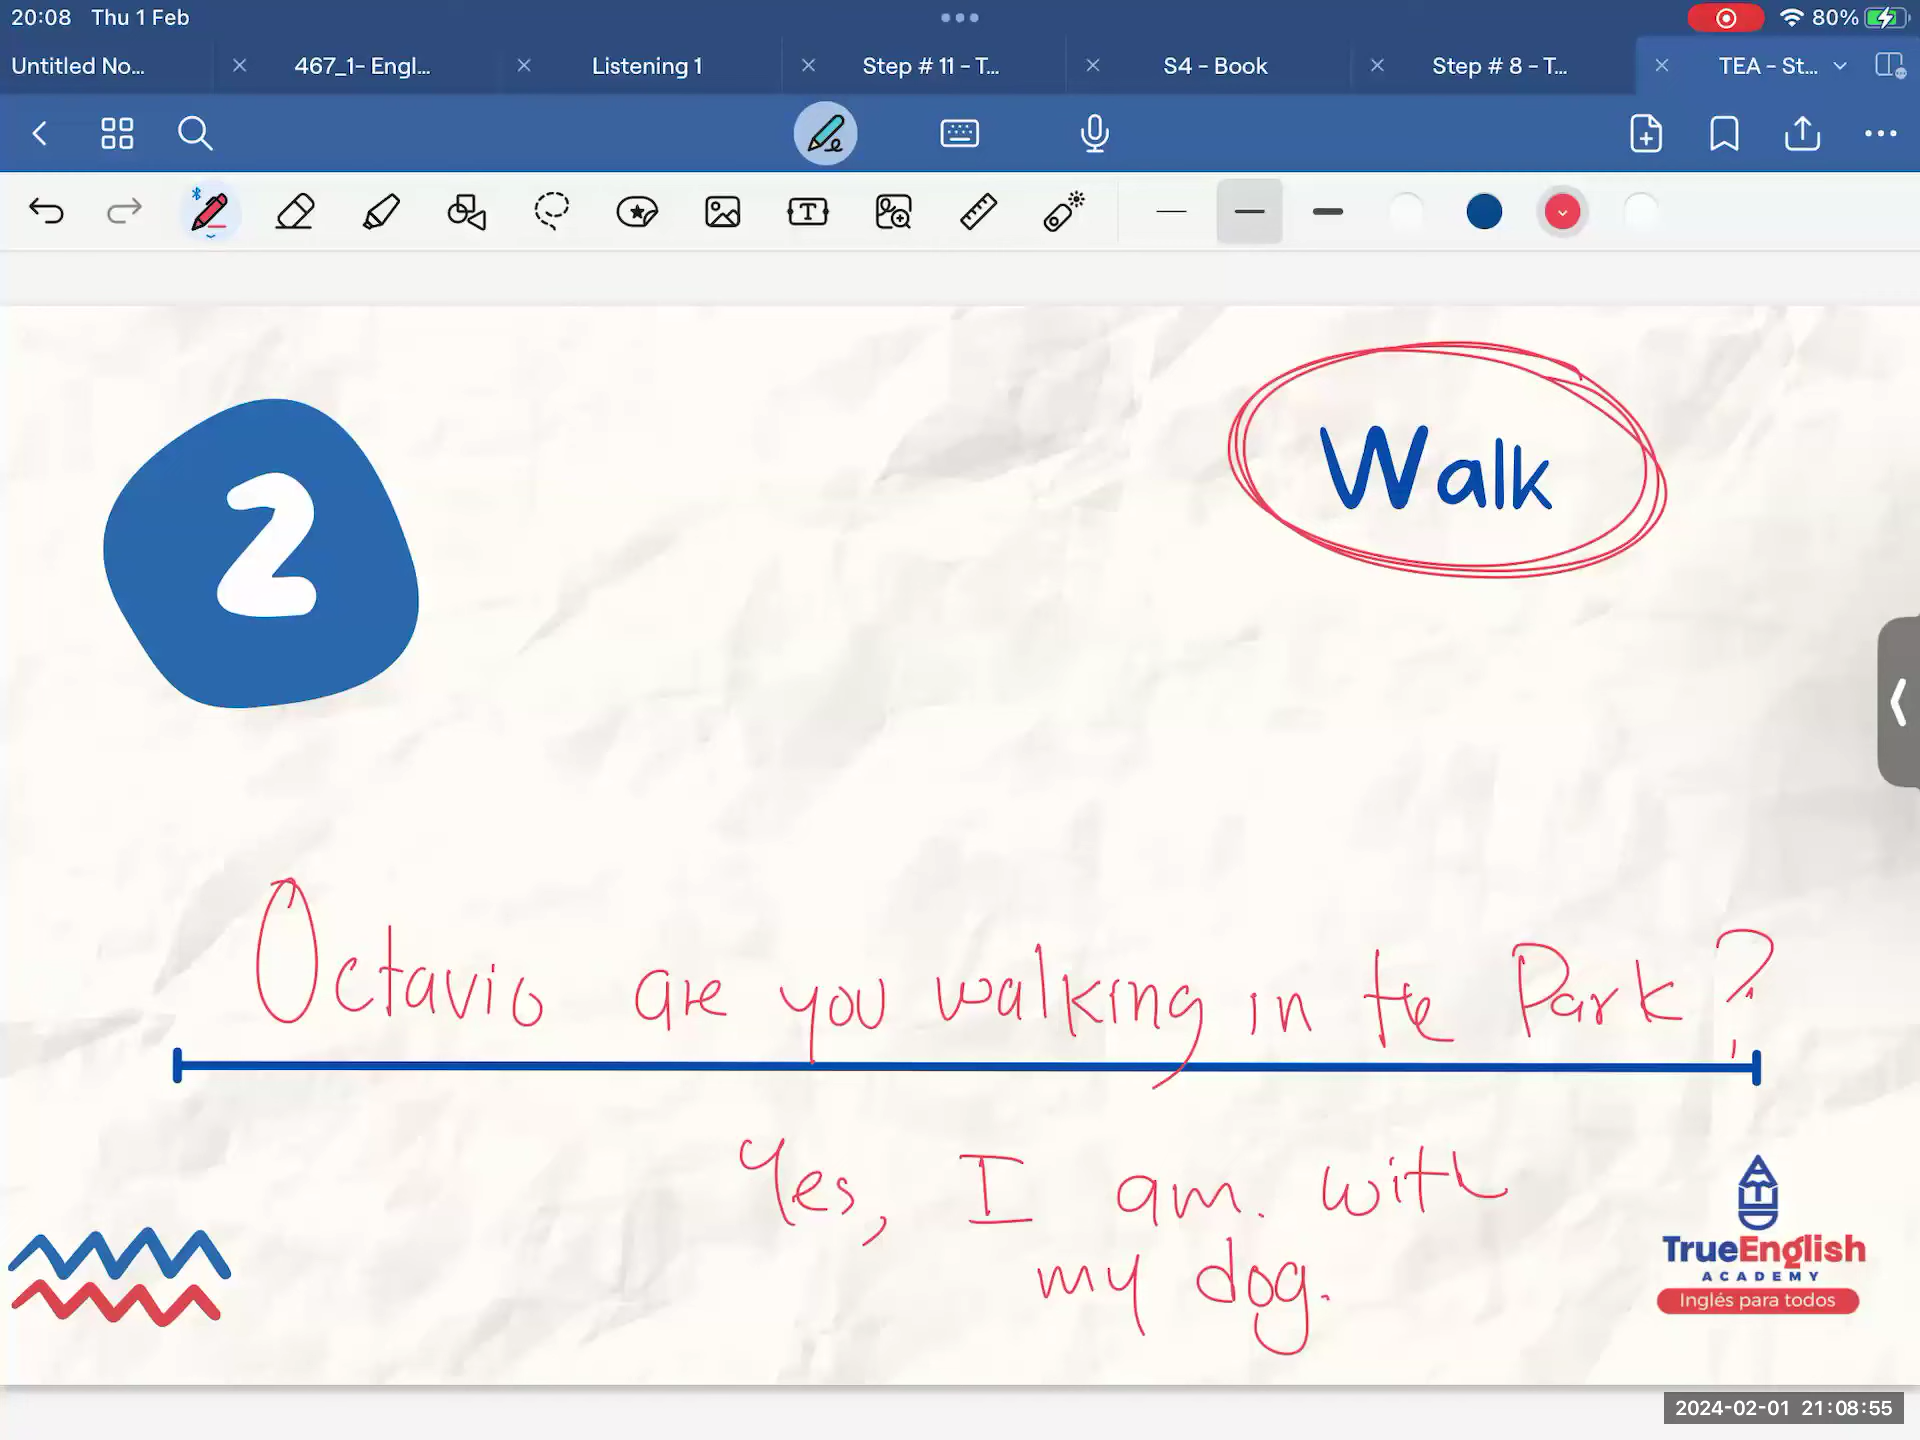 20:08 Thu 1 Feb
80%
Untitled No... 467_1- Engl... Listening 1 Step # 11 - T... S4 - Book Step # 8 - T... TEA - St...
Walk
2
Octavio are you walking in the Park?
Yes, I am. with
my dog.
TrueEnglish
ACADEMY
Inglés para todos
2024-02-01 21:08:55